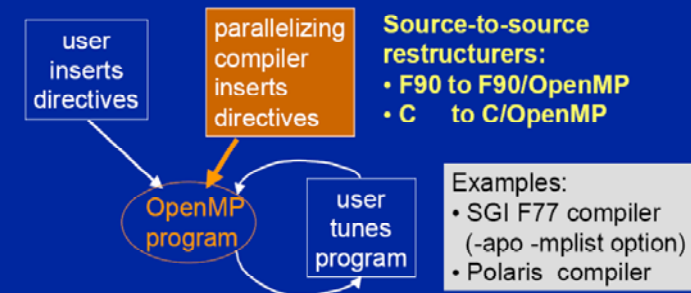 user
inserts
directives
parallelizing
compiler
inserts
directives
Source-to-source
restructurers:
• F90 to F90/OpenMP
• C to C/OpenMP
OpenMP
program
user
tunes
program
Examples:
• SGI F77 compiler
(-apo -mplist option)
• Polaris compiler